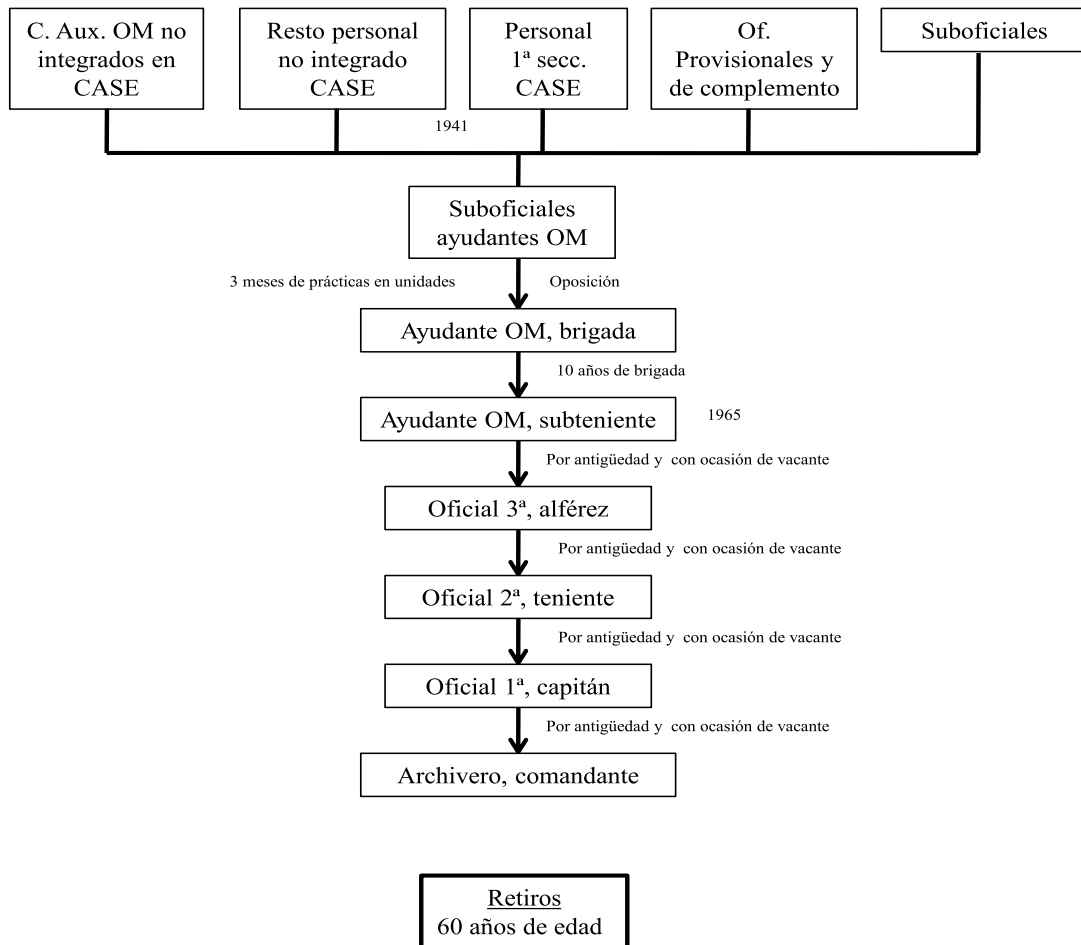 C. Aux. OM no
integrados en
CASE
Resto personal
no integrado
CASE
Personal
1ª secc.
CASE
Of.
Provisionales y
de complemento
Suboficiales
1941
Suboficiales
ayudantes OM
3 meses de prácticas en unidades
Oposición
Ayudante OM, brigada
10 años de brigada
Ayudante OM, subteniente
1965
Por antigüedad y con ocasión de vacante
Oficial 3ª, alférez
Por antigüedad y con ocasión de vacante
Oficial 2ª, teniente
Por antigüedad y con ocasión de vacante
Oficial 1ª, capitán
Por antigüedad y con ocasión de vacante
Archivero, comandante
Retiros
60 años de edad